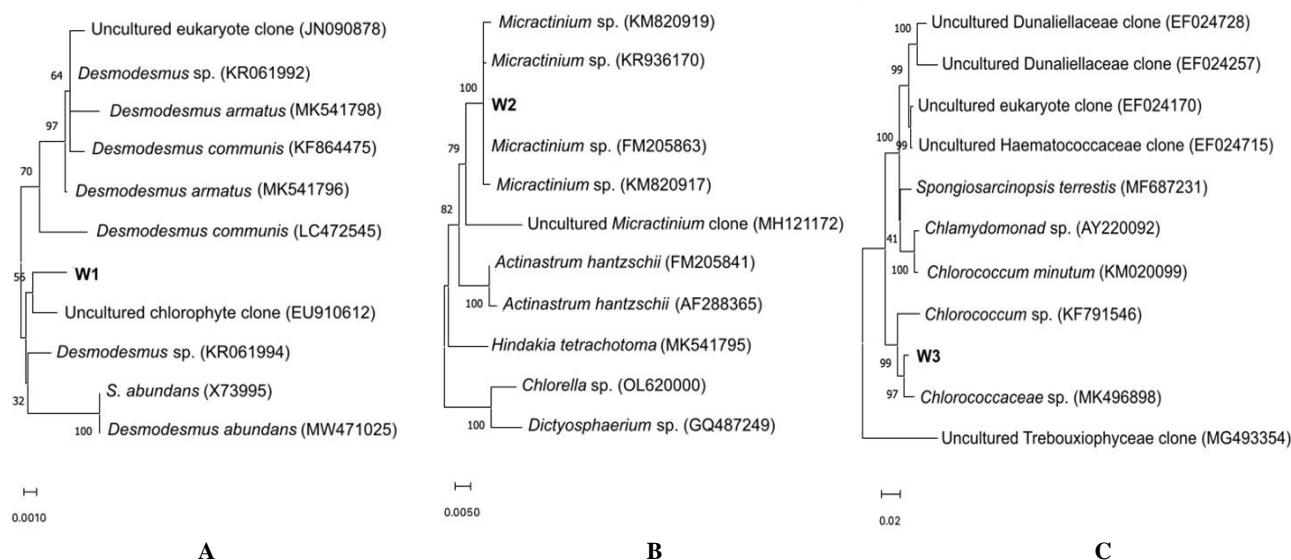 Uncultured eukaryote clone (JN090878)
64
Desmodesmus sp. (KR061992)
Desmodesmus armatus (MK541798)
97
Desmodesmus communis (KF864475)
70
Desmodesmus armatus (MK541796)
Desmodesmus communis (LC472545)
56
W1
Uncultured chlorophyte clone (EU910612)
Desmodesmus sp. (KR061994)
32
S. abundans (X73995)
100
Desmodesmus abundans (MW471025)
0.0010
A
Micractinium sp. (KM820919)
Micractinium sp. (KR936170)
100
W2
79
Micractinium sp. (FM205863)
Micractinium sp. (KM820917)
82
Uncultured Micractinium clone (MH121172)
Actinastrum hantzschii (FM205841)
100
Actinastrum hantzschii (AF288365)
Hindakia tetrachotoma (MK541795)
Chlorella sp. (OL620000)
100
Dictyosphaerium sp. (GQ487249)
0.0050
B
100
Uncultured Dunaliellaceae clone (EF024728)
99
Uncultured Dunaliellaceae clone (EF024257)
Uncultured eukaryote clone (EF024170)
100
99
Uncultured Haematococcaceae clone (EF024715)
Spongiosarcinopsis terrestis (MF687231)
41
Chlamydomonad sp. (AY220092)
100
Chlorococcum minutum (KM020099)
Chlorococcum sp. (KF791546)
99
W3
97
Chlorococcaceae sp. (MK496898)
Uncultured Trebouxiophyceae clone (MG493354)
0.02
C